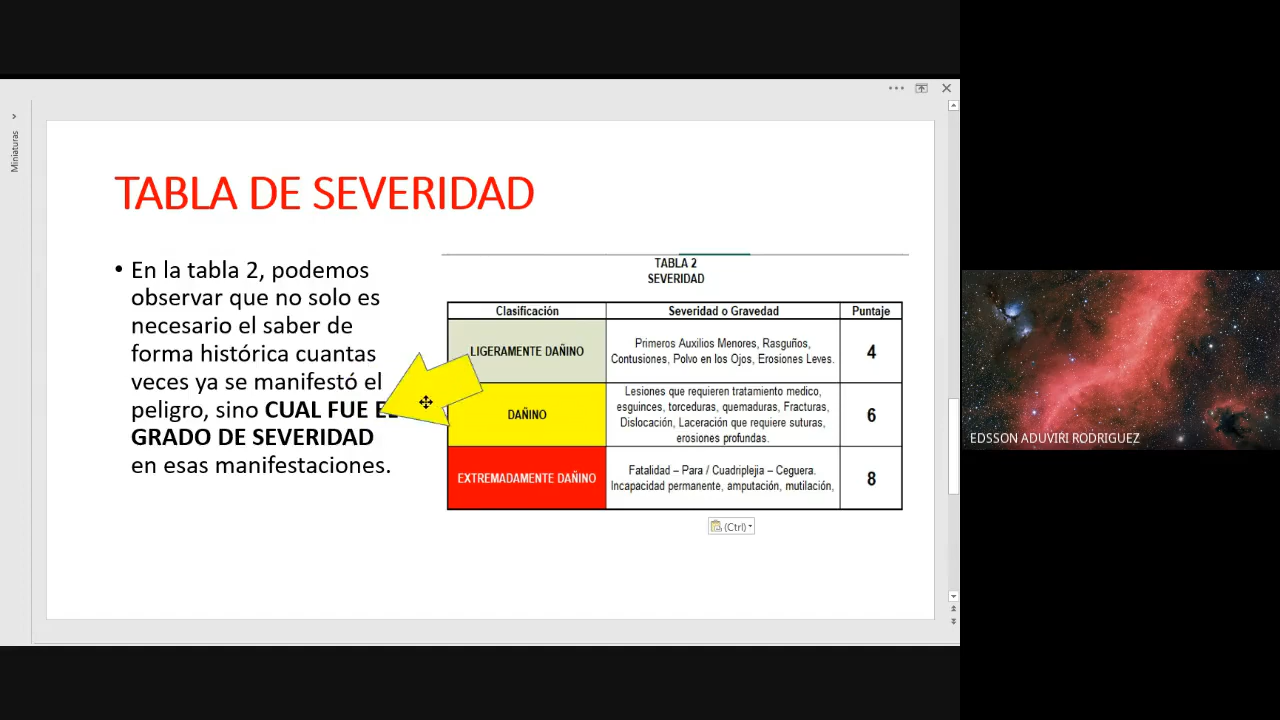 Miniaturas
TABLA DE SEVERIDAD
• En la tabla 2, podemos
observar que no solo es
necesario el saber de
forma histórica cuantas
veces ya se manifestó el
peligro, sino CUAL FUE EL
GRADO DE SEVERIDAD
en esas manifestaciones.
TABLA 2
SEVERIDAD
Clasificación Severidad o Gravedad Puntaje
LIGERAMENTE DAÑINO
Primeros Auxilios Menores, Rasguños,
Contusiones, Polvo en los Ojos, Erosiones Leves.
4
DAÑINO
Lesiones que requieren tratamiento medico,
esguinces, torceduras, quemaduras, Fracturas,
Dislocación, Laceración que requiere suturas,
erosiones profundas.
6
EXTREMADAMENTE DAÑINO
Fatalidad – Para / Cuadriplejia – Ceguera.
Incapacidad permanente, amputación, mutilación,
8
(Ctrl)
EDSSON ADUVIRI RODRIGUEZ